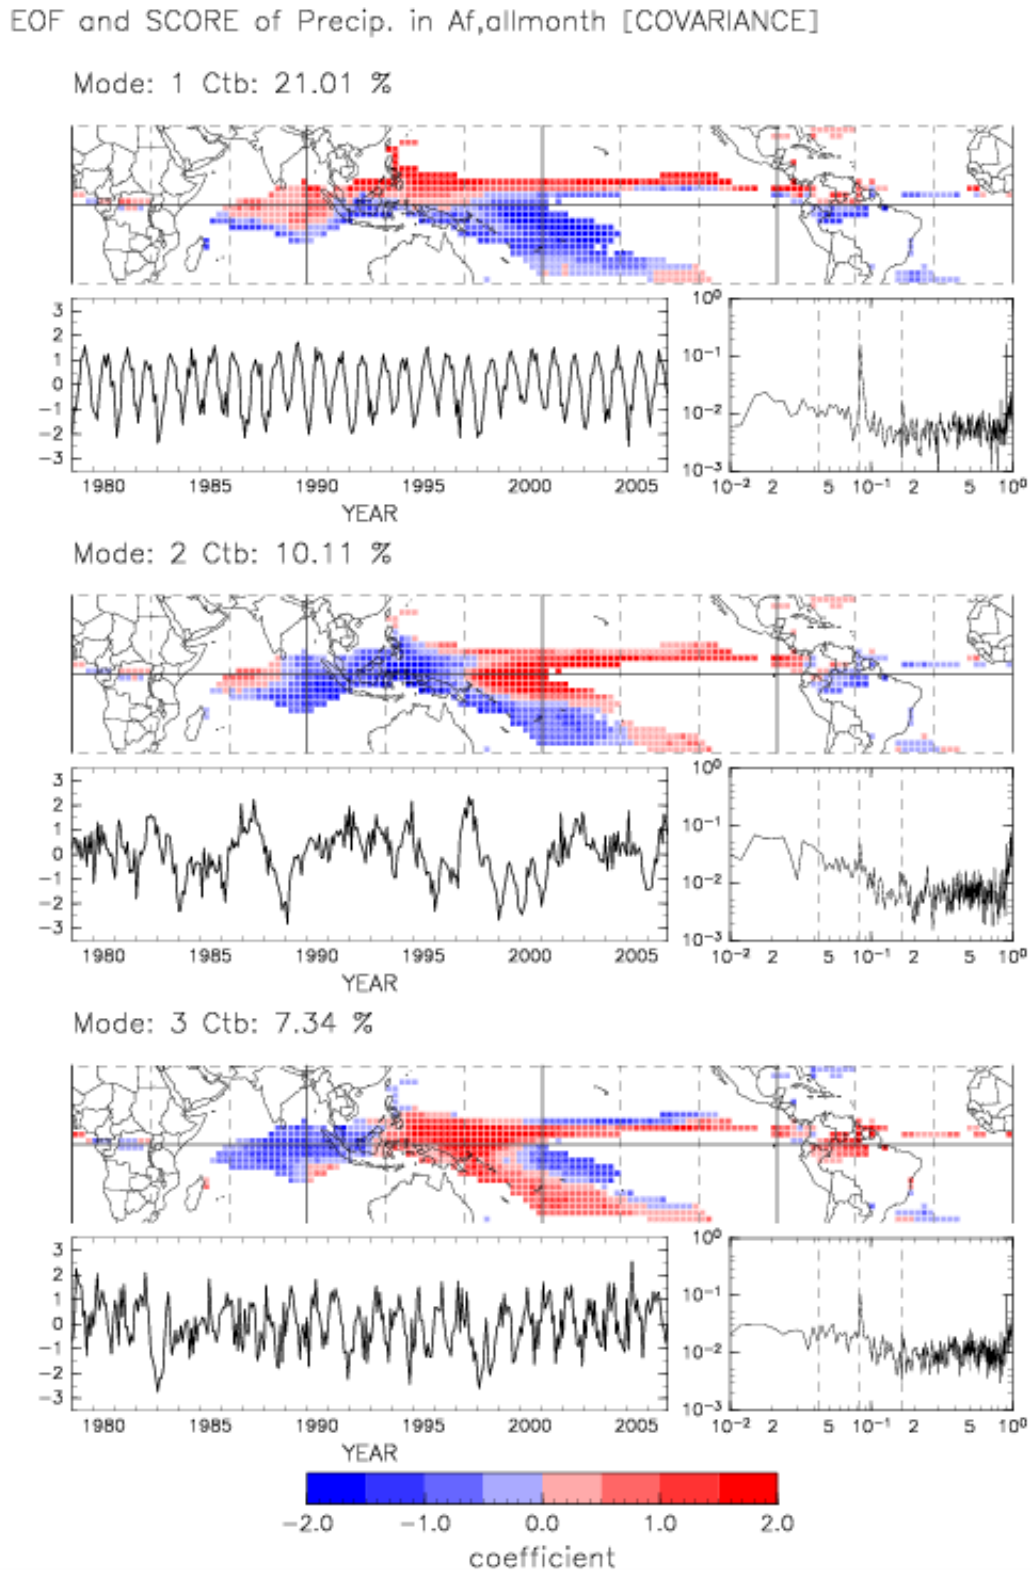 EOF and SCORE of Precip. in Af,allmonth [COVARIANCE]
Mode: 1 Ctb: 21.01 %
3
2
1
0
-1
-2
-3
1980 1985 1990 1995 2000 2005
YEAR
10⁰
10⁻¹
10⁻²
10⁻³
10⁻² 2 5 10⁻¹ 2 5 10⁰
Mode: 2 Ctb: 10.11 %
3
2
1
0
-1
-2
-3
1980 1985 1990 1995 2000 2005
YEAR
10⁰
10⁻¹
10⁻²
10⁻³
10⁻² 2 5 10⁻¹ 2 5 10⁰
Mode: 3 Ctb: 7.34 %
3
2
1
0
-1
-2
-3
1980 1985 1990 1995 2000 2005
YEAR
10⁰
10⁻¹
10⁻²
10⁻³
10⁻² 2 5 10⁻¹ 2 5 10⁰
-2.0 -1.0 0.0 1.0 2.0
coefficient